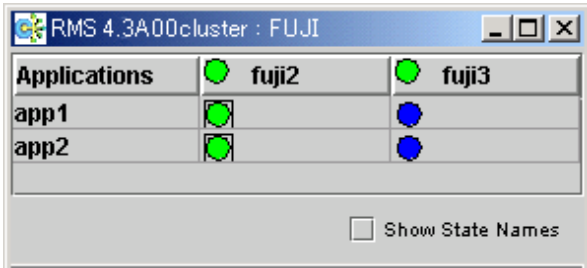 RMS 4.3A00cluster : FUJI
Applications fuji2 fuji3
app1
app2
Show State Names